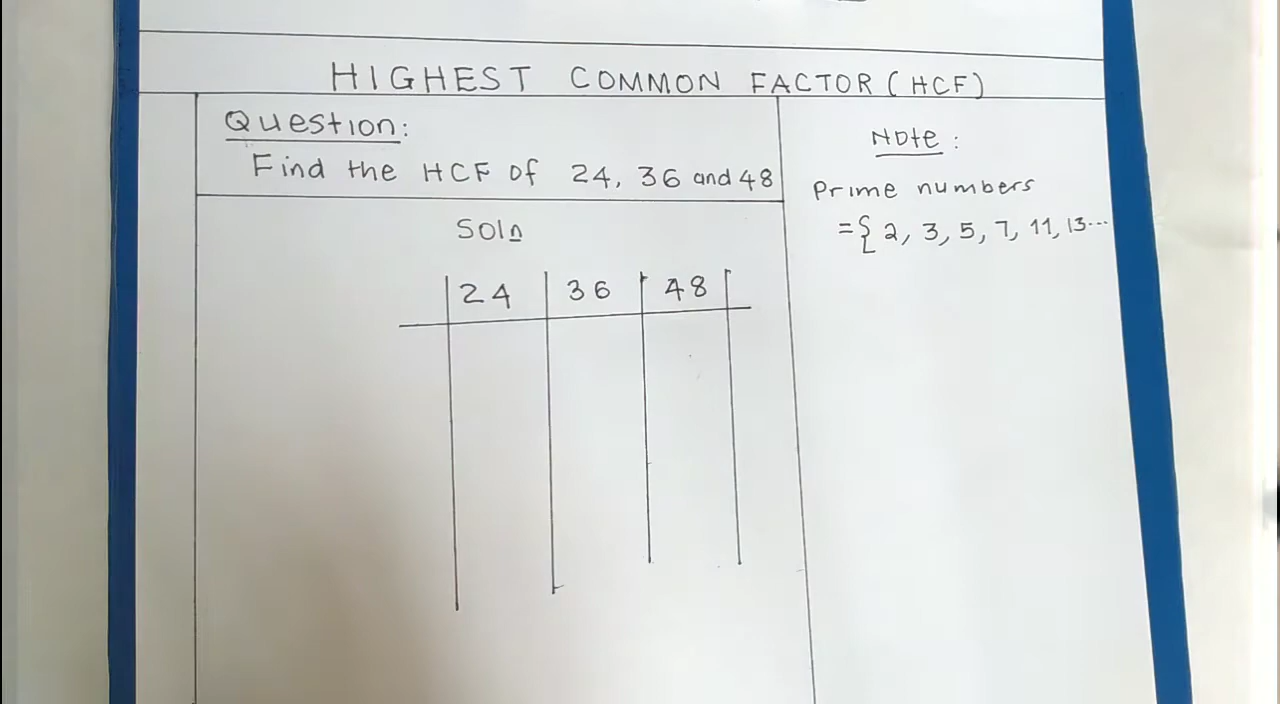 HIGHEST COMMON FACTOR (HCF)
Question:
Find the HCF of 24, 36 and 48
Soln
24 36 48
Note:
Prime numbers
={2, 3, 5, 7, 11, 13...